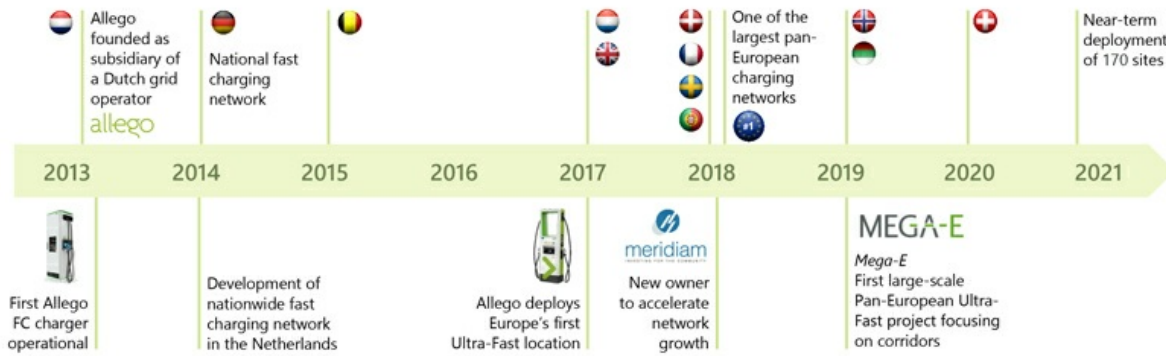 Allego
founded as
subsidiary of
a Dutch grid
operator
allego
National fast
charging
network
One of the
largest pan-
European
charging
networks
#1
Near-term
deployment
of 170 sites
2013 2014 2015 2016 2017 2018 2019 2020 2021
First Allego
FC charger
operational
Development of
nationwide fast
charging network
in the Netherlands
Allego deploys
Europe's first
Ultra-Fast location
meridiam
INVESTING FOR THE COMMUNITY
New owner
to accelerate
network
growth
MEGA-E
Mega-E
First large-scale
Pan-European Ultra-
Fast project focusing
on corridors